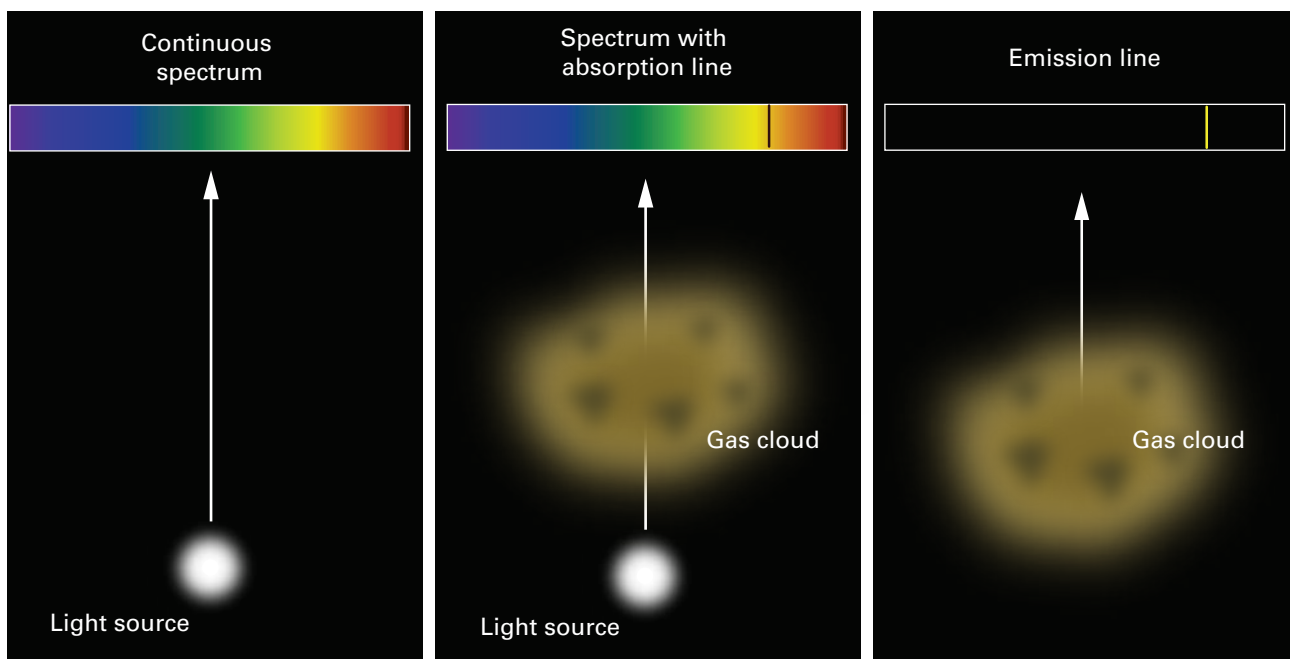 Continuous
spectrum
Light source
Spectrum with
absorption line
Gas cloud
Light source
Emission line
Gas cloud